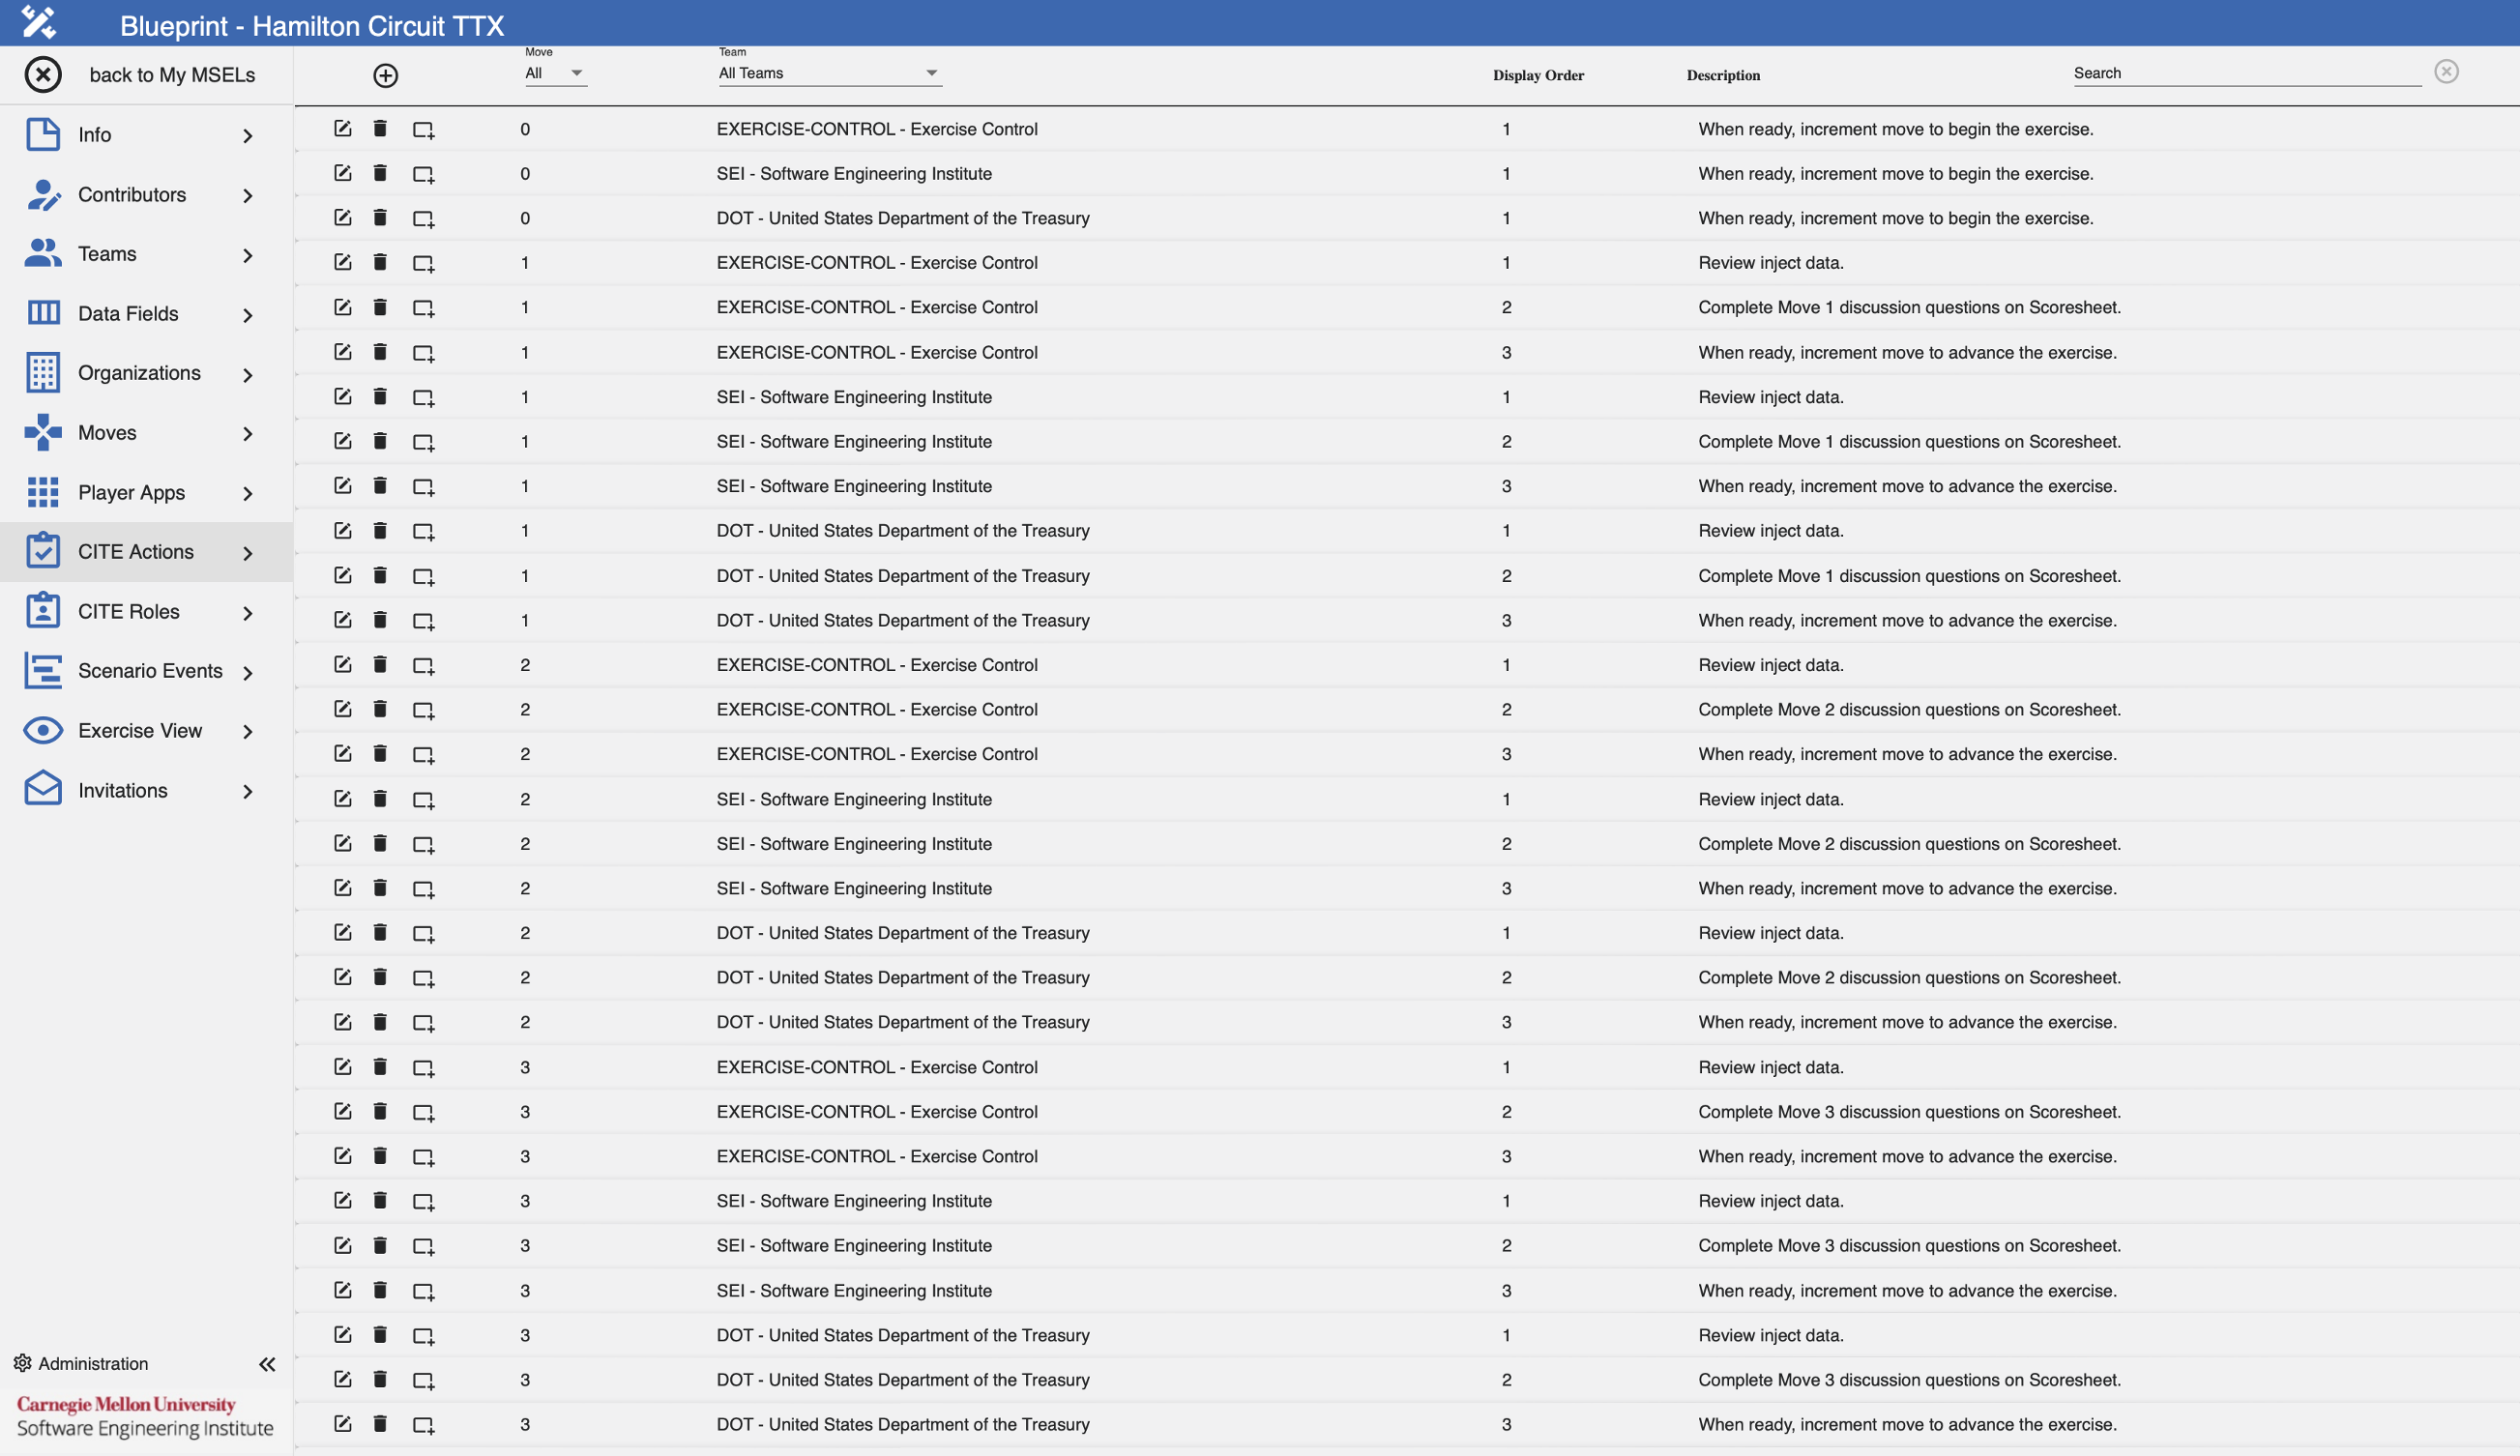 Blueprint - Hamilton Circuit TTX
back to My MSELs
Info
Contributors
Teams
Data Fields
Organizations
Moves
Player Apps
CITE Actions
CITE Roles
Scenario Events
Exercise View
Invitations
Administration
Carnegie Mellon University
Software Engineering Institute
Move Team
All All Teams Display Order Description Search
0 EXERCISE-CONTROL - Exercise Control 1 When ready, increment move to begin the exercise.
0 SEI - Software Engineering Institute 1 When ready, increment move to begin the exercise.
0 DOT - United States Department of the Treasury 1 When ready, increment move to begin the exercise.
1 EXERCISE-CONTROL - Exercise Control 1 Review inject data.
1 EXERCISE-CONTROL - Exercise Control 2 Complete Move 1 discussion questions on Scoresheet.
1 EXERCISE-CONTROL - Exercise Control 3 When ready, increment move to advance the exercise.
1 SEI - Software Engineering Institute 1 Review inject data.
1 SEI - Software Engineering Institute 2 Complete Move 1 discussion questions on Scoresheet.
1 SEI - Software Engineering Institute 3 When ready, increment move to advance the exercise.
1 DOT - United States Department of the Treasury 1 Review inject data.
1 DOT - United States Department of the Treasury 2 Complete Move 1 discussion questions on Scoresheet.
1 DOT - United States Department of the Treasury 3 When ready, increment move to advance the exercise.
2 EXERCISE-CONTROL - Exercise Control 1 Review inject data.
2 EXERCISE-CONTROL - Exercise Control 2 Complete Move 2 discussion questions on Scoresheet.
2 EXERCISE-CONTROL - Exercise Control 3 When ready, increment move to advance the exercise.
2 SEI - Software Engineering Institute 1 Review inject data.
2 SEI - Software Engineering Institute 2 Complete Move 2 discussion questions on Scoresheet.
2 SEI - Software Engineering Institute 3 When ready, increment move to advance the exercise.
2 DOT - United States Department of the Treasury 1 Review inject data.
2 DOT - United States Department of the Treasury 2 Complete Move 2 discussion questions on Scoresheet.
2 DOT - United States Department of the Treasury 3 When ready, increment move to advance the exercise.
3 EXERCISE-CONTROL - Exercise Control 1 Review inject data.
3 EXERCISE-CONTROL - Exercise Control 2 Complete Move 3 discussion questions on Scoresheet.
3 EXERCISE-CONTROL - Exercise Control 3 When ready, increment move to advance the exercise.
3 SEI - Software Engineering Institute 1 Review inject data.
3 SEI - Software Engineering Institute 2 Complete Move 3 discussion questions on Scoresheet.
3 SEI - Software Engineering Institute 3 When ready, increment move to advance the exercise.
3 DOT - United States Department of the Treasury 1 Review inject data.
3 DOT - United States Department of the Treasury 2 Complete Move 3 discussion questions on Scoresheet.
3 DOT - United States Department of the Treasury 3 When ready, increment move to advance the exercise.